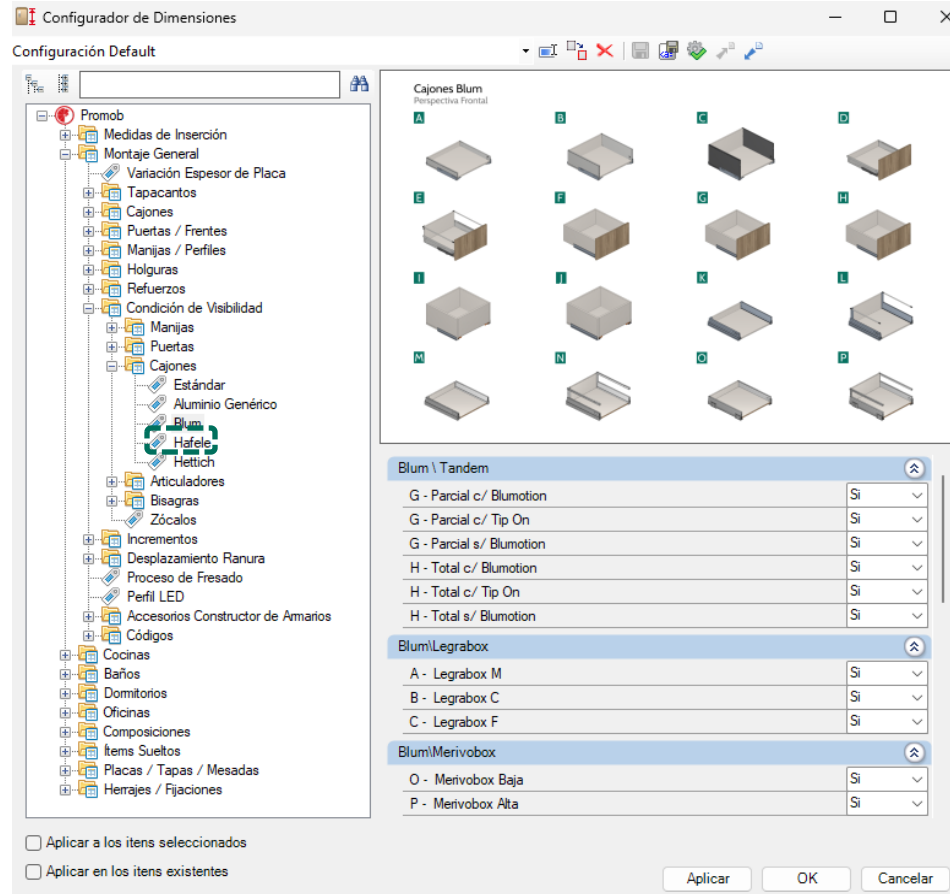 Configurador de Dimensiones
Configuración Default
Promob
Medidas de Inserción
Montaje General
Variación Espesor de Placa
Tapacantos
Cajones
Puertas / Frentes
Manijas / Perfiles
Holguras
Refuerzos
Condición de Visibilidad
Manijas
Puertas
Cajones
Estándar
Aluminio Genérico
Blum
Hafele
Hettich
Articuladores
Bisagras
Zócalos
Incrementos
Desplazamiento Ranura
Proceso de Fresado
Perfil LED
Accesorios Constructor de Armarios
Códigos
Cocinas
Baños
Dormitorios
Oficinas
Composiciones
Ítems Sueltos
Placas / Tapas / Mesadas
Herrajes / Fijaciones
Cajones Blum
Perspectiva Frontal
A B C D
E F G H
I J K L
M N O P
Blum \ Tandem
G - Parcial c/ Blumotion Si
G - Parcial c/ Tip On Si
G - Parcial s/ Blumotion Si
H - Total c/ Blumotion Si
H - Total c/ Tip On Si
H - Total s/ Blumotion Si
Blum\Legrabox
A - Legrabox M Si
B - Legrabox C Si
C - Legrabox F Si
Blum\Merivobox
O - Merivobox Baja Si
P - Merivobox Alta Si
Aplicar a los itens seleccionados
Aplicar en los itens existentes
Aplicar OK Cancelar